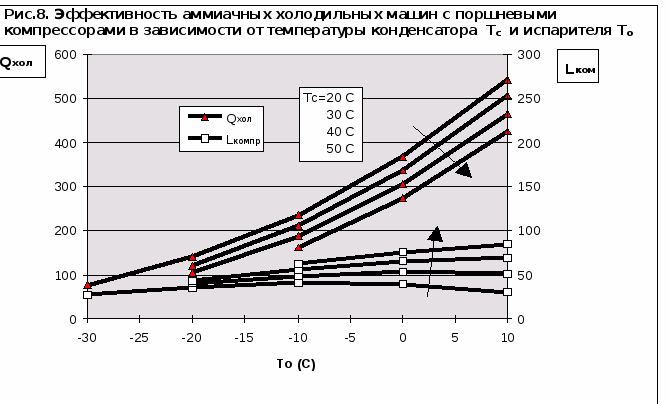 Рис.8. Эффективность аммиачных холодильных машин с поршневыми
компрессорами в зависимости от температуры конденсатора Tc и испарителя To
Qхол
Lком
600
500
400
300
200
100
0
300
250
200
150
100
50
0
Qхол
Lкомпр
Tc=20 C
30 C
40 C
50 C
-30 -25 -20 -15 -10 -5 0 5 10
To (C)